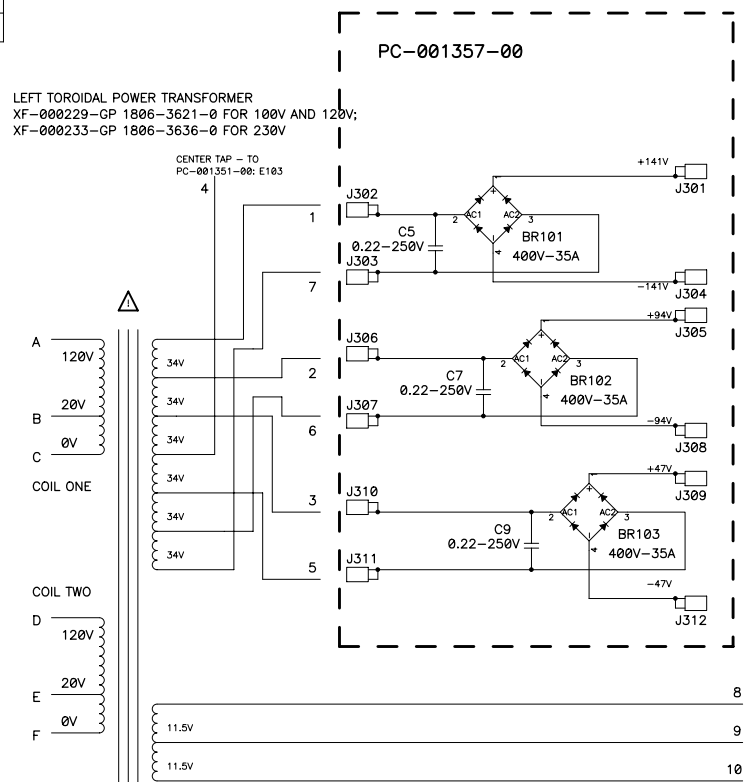 PC-001357-00
LEFT TOROIDAL POWER TRANSFORMER
XF-000229-GP 1806-3621-0 FOR 100V AND 120V;
XF-000233-GP 1806-3636-0 FOR 230V
CENTER TAP - TO
PC-001351-00: E103
4
+141V
J301
J302
1
2
AC1
+
AC2
3
1
-
4
C5
0.22-250V
BR101
400V-35A
J303
7
-141V
J304
+94V
J305
A
120V
20V
B
0V
C
COIL ONE
34V
34V
34V
34V
34V
34V
J306
2
2
AC1
+
AC2
3
1
-
4
C7
0.22-250V
BR102
400V-35A
J307
6
-94V
J308
+47V
J309
J310
3
2
AC1
+
AC2
3
1
-
4
C9
0.22-250V
BR103
400V-35A
J311
5
-47V
J312
COIL TWO
D
120V
20V
E
0V
F
11.5V
11.5V
8
9
10